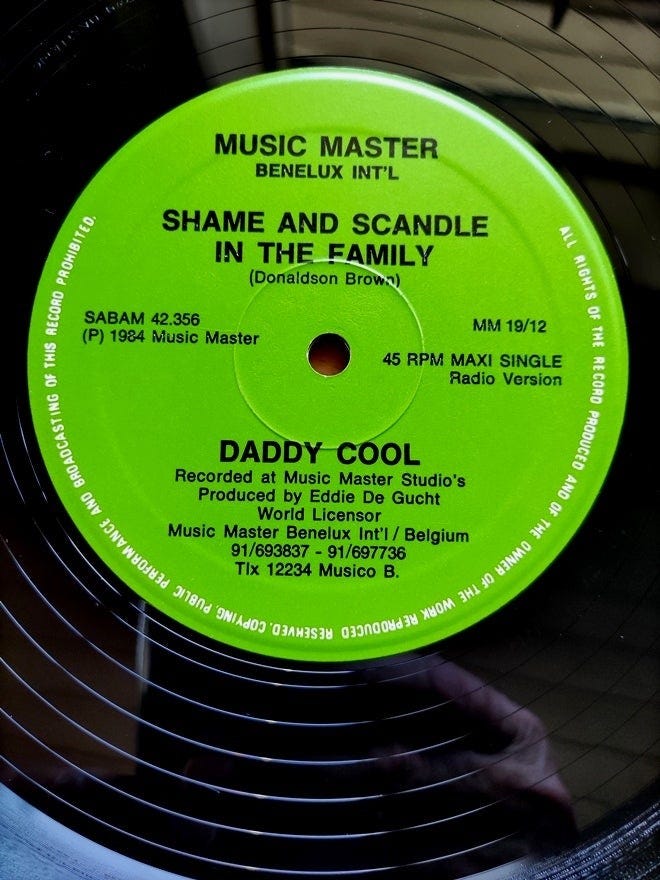 MUSIC MASTER
BENELUX INT'L
SHAME AND SCANDLE
IN THE FAMILY
(Donaldson Brown)
SABAM 42.356
(P) 1984 Music Master
MM 19/12
45 RPM MAXI SINGLE
Radio Version
DADDY COOL
Recorded at Music Master Studio's
Produced by Eddie De Gucht
World Licensor
Music Master Benelux Int'l / Belgium
91/693837 - 91/697736
Tlx 12234 Musico B.
ALL RIGHTS OF THE RECORD PRODUCED AND OF THE OWNER OF THE WORK REPRODUCED RESERVED. COPYING, PUBLIC PERFORMANCE AND BROADCASTING OF THIS RECORD PROHIBITED.